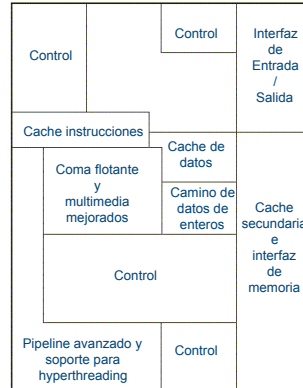 Control
Control
Interfaz
de
Entrada
/
Salida
Cache instrucciones
Cache de
datos
Coma flotante
y
multimedia
mejorados
Camino de
datos de
enteros
Cache
secundaria
e
interfaz
de
memoria
Control
Pipeline avanzado y
soporte para
hyperthreading
Control